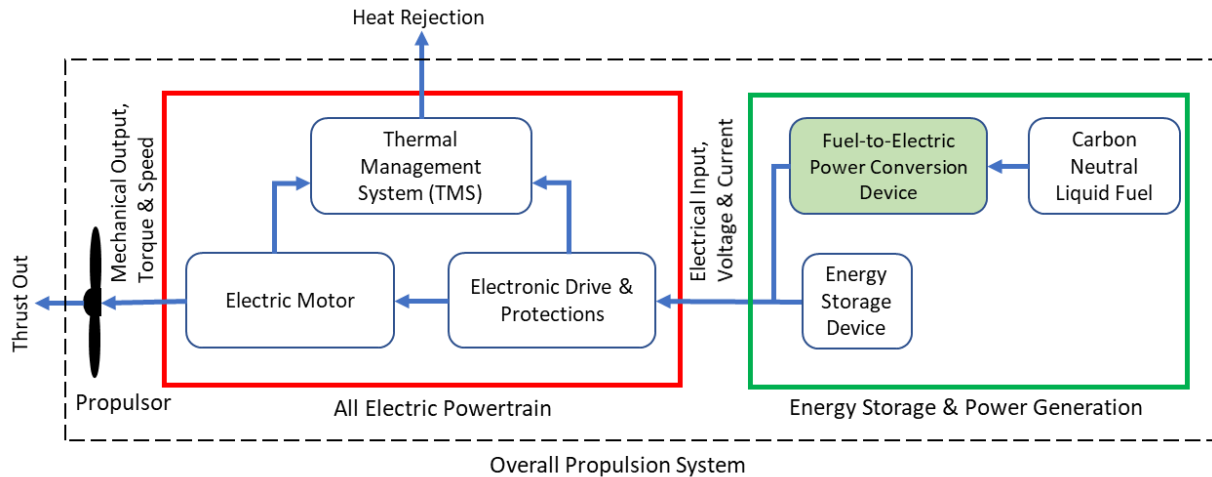 Heat Rejection
Thrust Out
Mechanical Output,
Torque & Speed
Thermal
Management
System (TMS)
Electrical Input,
Voltage & Current
Fuel-to-Electric
Power Conversion
Device
Carbon
Neutral
Liquid Fuel
Electric Motor
Electronic Drive &
Protections
Energy
Storage
Device
Propulsor
All Electric Powertrain
Energy Storage & Power Generation
Overall Propulsion System